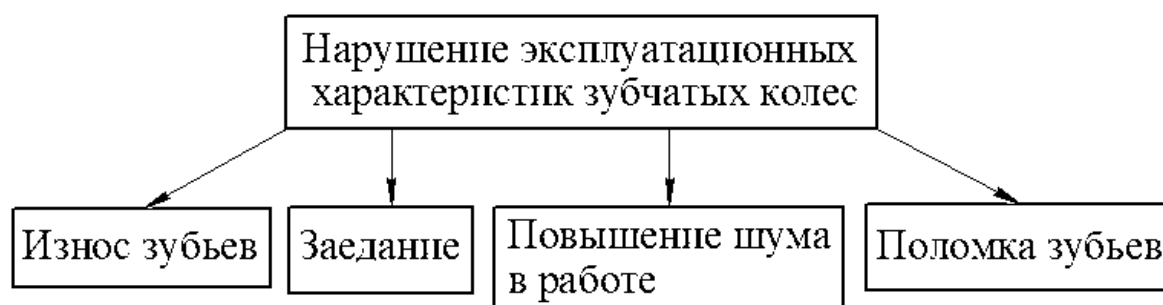 Нарушение эксплуатационных
характеристик зубчатых колес
Износ зубьев
Заедание
Повышение шума
в работе
Поломка зубьев